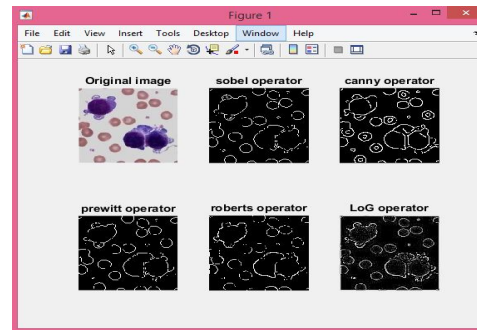 Figure 1
File Edit View Insert Tools Desktop Window Help
Original image sobel operator canny operator
prewitt operator roberts operator LoG operator